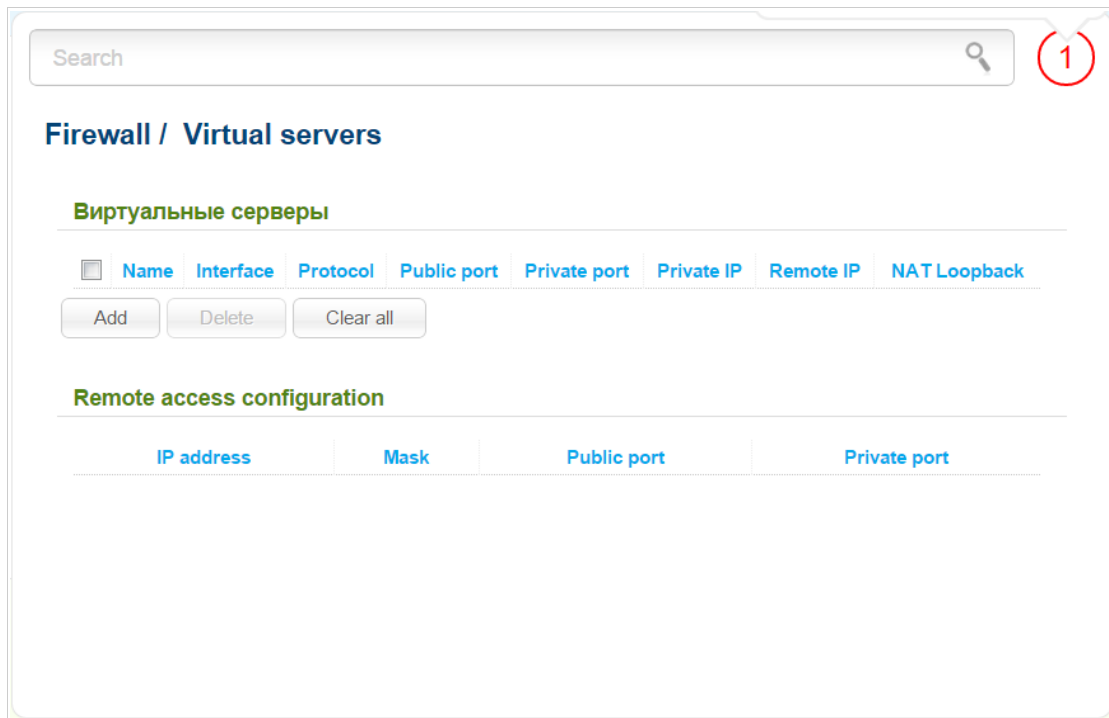 Search
1
Firewall / Virtual servers
Виртуальные серверы
Name Interface Protocol Public port Private port Private IP Remote IP NAT Loopback
Add Delete Clear all
Remote access configuration
IP address Mask Public port Private port